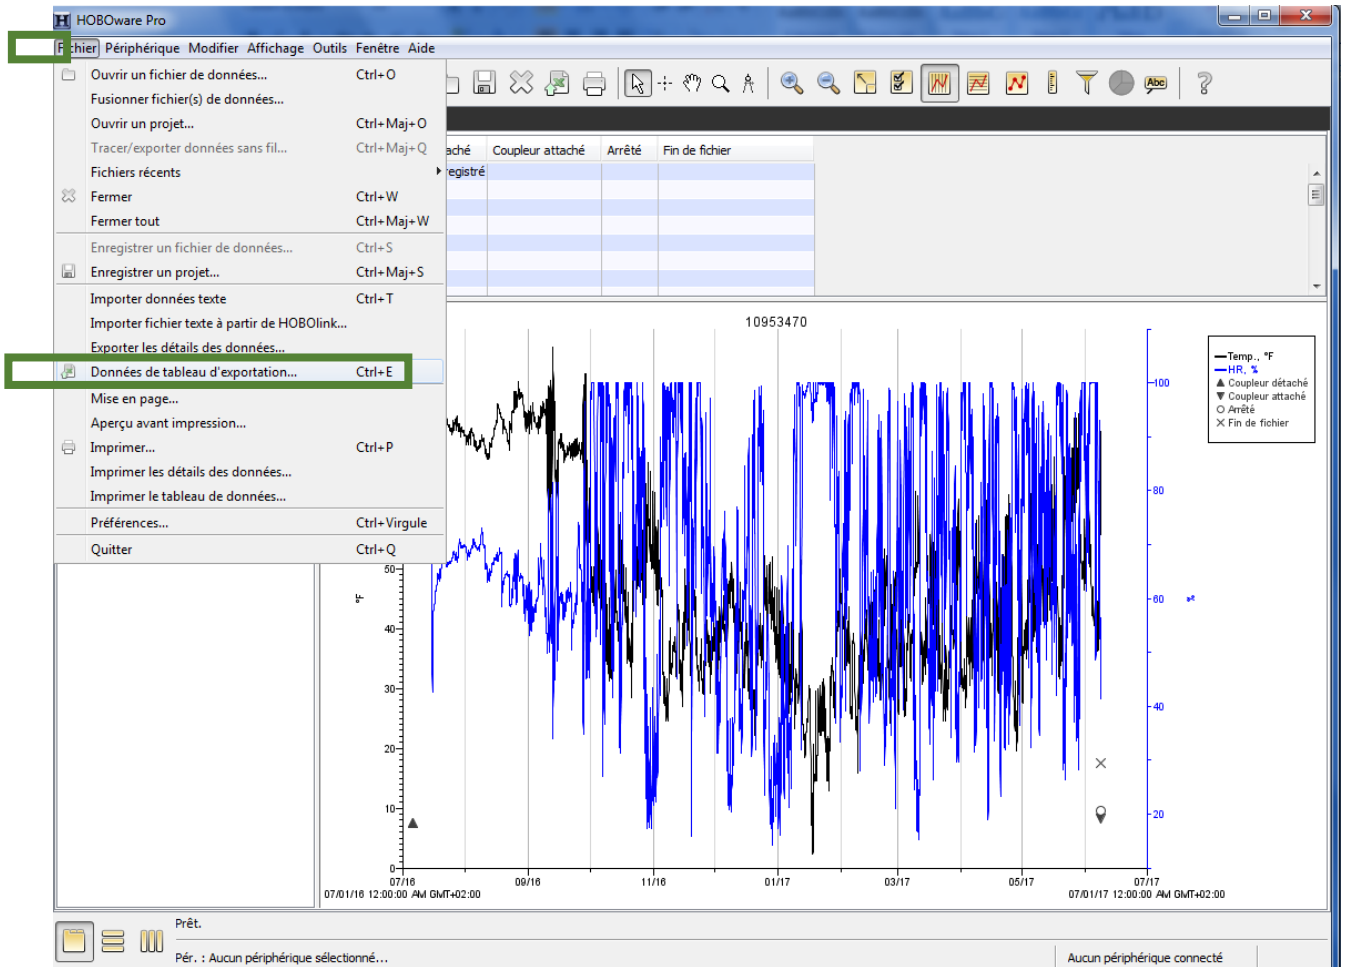 HOBOware Pro
Fichier Périphérique Modifier Affichage Outils Fenêtre Aide
Ouvrir un fichier de données... Ctrl+O
Fusionner fichier(s) de données...
Ouvrir un projet... Ctrl+Maj+O
Tracer/exporter données sans fil... Ctrl+Maj+Q
Fichiers récents
Fermer Ctrl+W
Fermer tout Ctrl+Maj+W
Enregistrer un fichier de données... Ctrl+S
Enregistrer un projet... Ctrl+Maj+S
Importer données texte Ctrl+T
Importer fichier texte à partir de HOBOlink...
Exporter les détails des données...
Données de tableau d'exportation... Ctrl+E
Mise en page...
Aperçu avant impression...
Imprimer... Ctrl+P
Imprimer les détails des données...
Imprimer le tableau de données...
Préférences... Ctrl+Virgule
Quitter Ctrl+Q
Abc
aché Coupleur attaché Arrêté Fin de fichier
registré
10953470
Temp., °F
HR, %
Coupleur détaché
Coupleur attaché
Arrêté
Fin de fichier
100
80
60
40
20
50
40
30
20
10
0
°F
%
07/16 09/16 11/16 01/17 03/17 05/17 07/17
07/01/16 12:00:00 AM GMT+02:00 07/01/17 12:00:00 AM GMT+02:00
Prêt.
Pér. : Aucun périphérique sélectionné... Aucun périphérique connecté